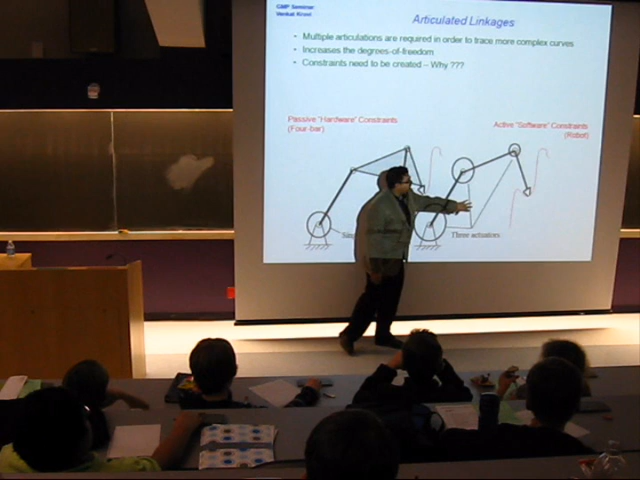 GMP Seminar
Venkat Krovi
Articulated Linkages
• Multiple articulations are required in order to trace more complex curves
• Increases the degrees-of-freedom
• Constraints need to be created – Why ???
Passive "Hardware" Constraints
(Four-bar)
Active "Software" Constraints
(Robot)
Three actuators